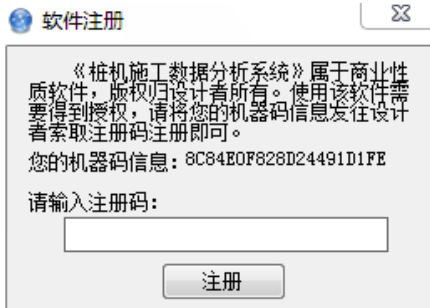 软件注册
《桩机施工数据分析系统》属于商业性
质软件，版权归设计者所有。使用该软件需
要得到授权，请将您的机器码信息发往设计
者索取注册码注册即可。
您的机器码信息：8C84E0F828D24491D1FE
请输入注册码：
注册